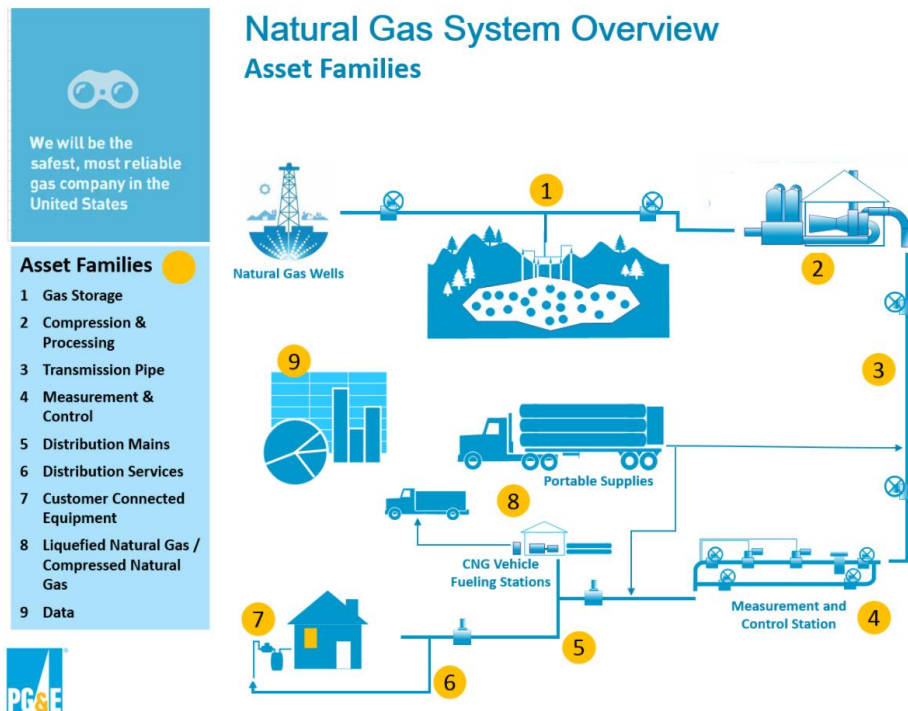 Natural Gas System Overview
Asset Families
We will be the
safest, most reliable
gas company in the
United States
Asset Families
1 Gas Storage
2 Compression &
Processing
3 Transmission Pipe
4 Measurement &
Control
5 Distribution Mains
6 Distribution Services
7 Customer Connected
Equipment
8 Liquefied Natural Gas /
Compressed Natural
Gas
9 Data
PG&E
1
Natural Gas Wells
2
3
9
Portable Supplies
8
CNG Vehicle
Fueling Stations
Measurement and
Control Station
4
7
5
6